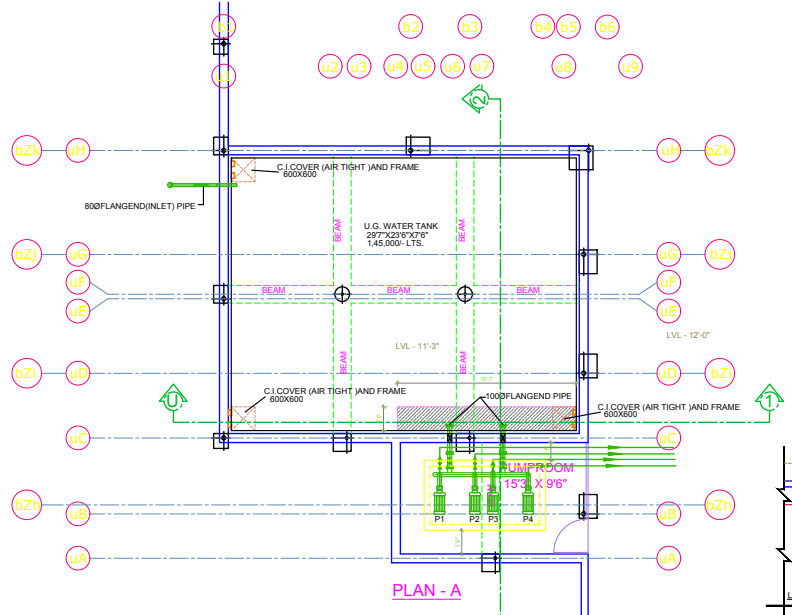 b1
b2
b3
b4
b5
b6
u2
u3
u4
u5
u6
u7
u8
u9
2
bZk
uH
uH
bZk
C.I.COVER (AIR TIGHT )AND FRAME
600X600
80ØFLANGEND(INLET) PIPE
U.G. WATER TANK
29'7"X23'6"X7'6"
1,45,000/- LTS.
BEAM
BEAM
bZj
uG
uG
bZj
uF
uF
BEAM
BEAM
BEAM
uE
uE
LVL - 11'-3"
LVL - 12'-0"
BEAM
BEAM
bZi
uD
uD
bZi
C.I.COVER (AIR TIGHT )AND FRAME
600X600
100ØFLANGEND PIPE
C.I.COVER (AIR TIGHT )AND FRAME
600X600
U
1
uC
uC
PUMPROOM
15'3" X 9'6"
bZh
bZh
uB
uB
P1
P2
P3
P4
uA
uA
PLAN - A